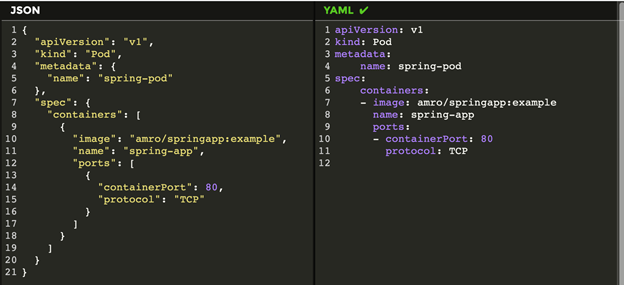 JSON
1 {
2   "apiVersion": "v1",
3   "kind": "Pod",
4   "metadata": {
5     "name": "spring-pod"
6   },
7   "spec": {
8     "containers": [
9       {
10         "image": "amro/springapp:example",
11         "name": "spring-app",
12         "ports": [
13           {
14             "containerPort": 80,
15             "protocol": "TCP"
16           }
17         ]
18       }
19     ]
20   }
21 }
YAML ✔
1 apiVersion: v1
2 kind: Pod
3 metadata:
4     name: spring-pod
5 spec:
6     containers:
7     - image: amro/springapp:example
8       name: spring-app
9       ports:
10       - containerPort: 80
11         protocol: TCP
12